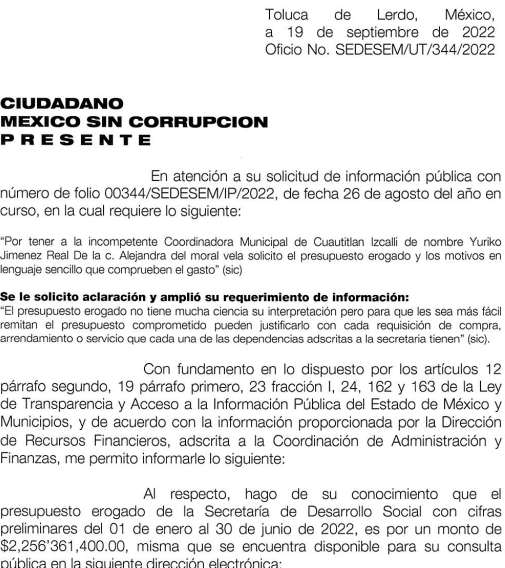 Toluca de Lerdo, México,
a 19 de septiembre de 2022
Oficio No. SEDESEM/UT/344/2022
CIUDADANO
MEXICO SIN CORRUPCION
P R E S E N T E
En atención a su solicitud de información pública con
número de folio 00344/SEDESEM/IP/2022, de fecha 26 de agosto del año en
curso, en la cual requiere lo siguiente:
“Por tener a la incompetente Coordinadora Municipal de Cuautitlan Izcalli de nombre Yuriko
Jimenez Real De la c. Alejandra del moral vela solicito el presupuesto erogado y los motivos en
lenguaje sencillo que comprueben el gasto” (sic)
Se le solicito aclaración y amplió su requerimiento de información:
“El presupuesto erogado no tiene mucha ciencia su interpretación pero para que les sea más fácil
remitan el presupuesto comprometido pueden justificarlo con cada requisición de compra,
arrendamiento o servicio que cada una de las dependencias adscritas a la secretaria tienen” (sic).
Con fundamento en lo dispuesto por los artículos 12
párrafo segundo, 19 párrafo primero, 23 fracción I, 24, 162 y 163 de la Ley
de Transparencia y Acceso a la Información Pública del Estado de México y
Municipios, y de acuerdo con la información proporcionada por la Dirección
de Recursos Financieros, adscrita a la Coordinación de Administración y
Finanzas, me permito informarle lo siguiente:
Al respecto, hago de su conocimiento que el
presupuesto erogado de la Secretaría de Desarrollo Social con cifras
preliminares del 01 de enero al 30 de junio de 2022, es por un monto de
$2,256’361,400.00, misma que se encuentra disponible para su consulta
pública en la siguiente dirección electrónica: